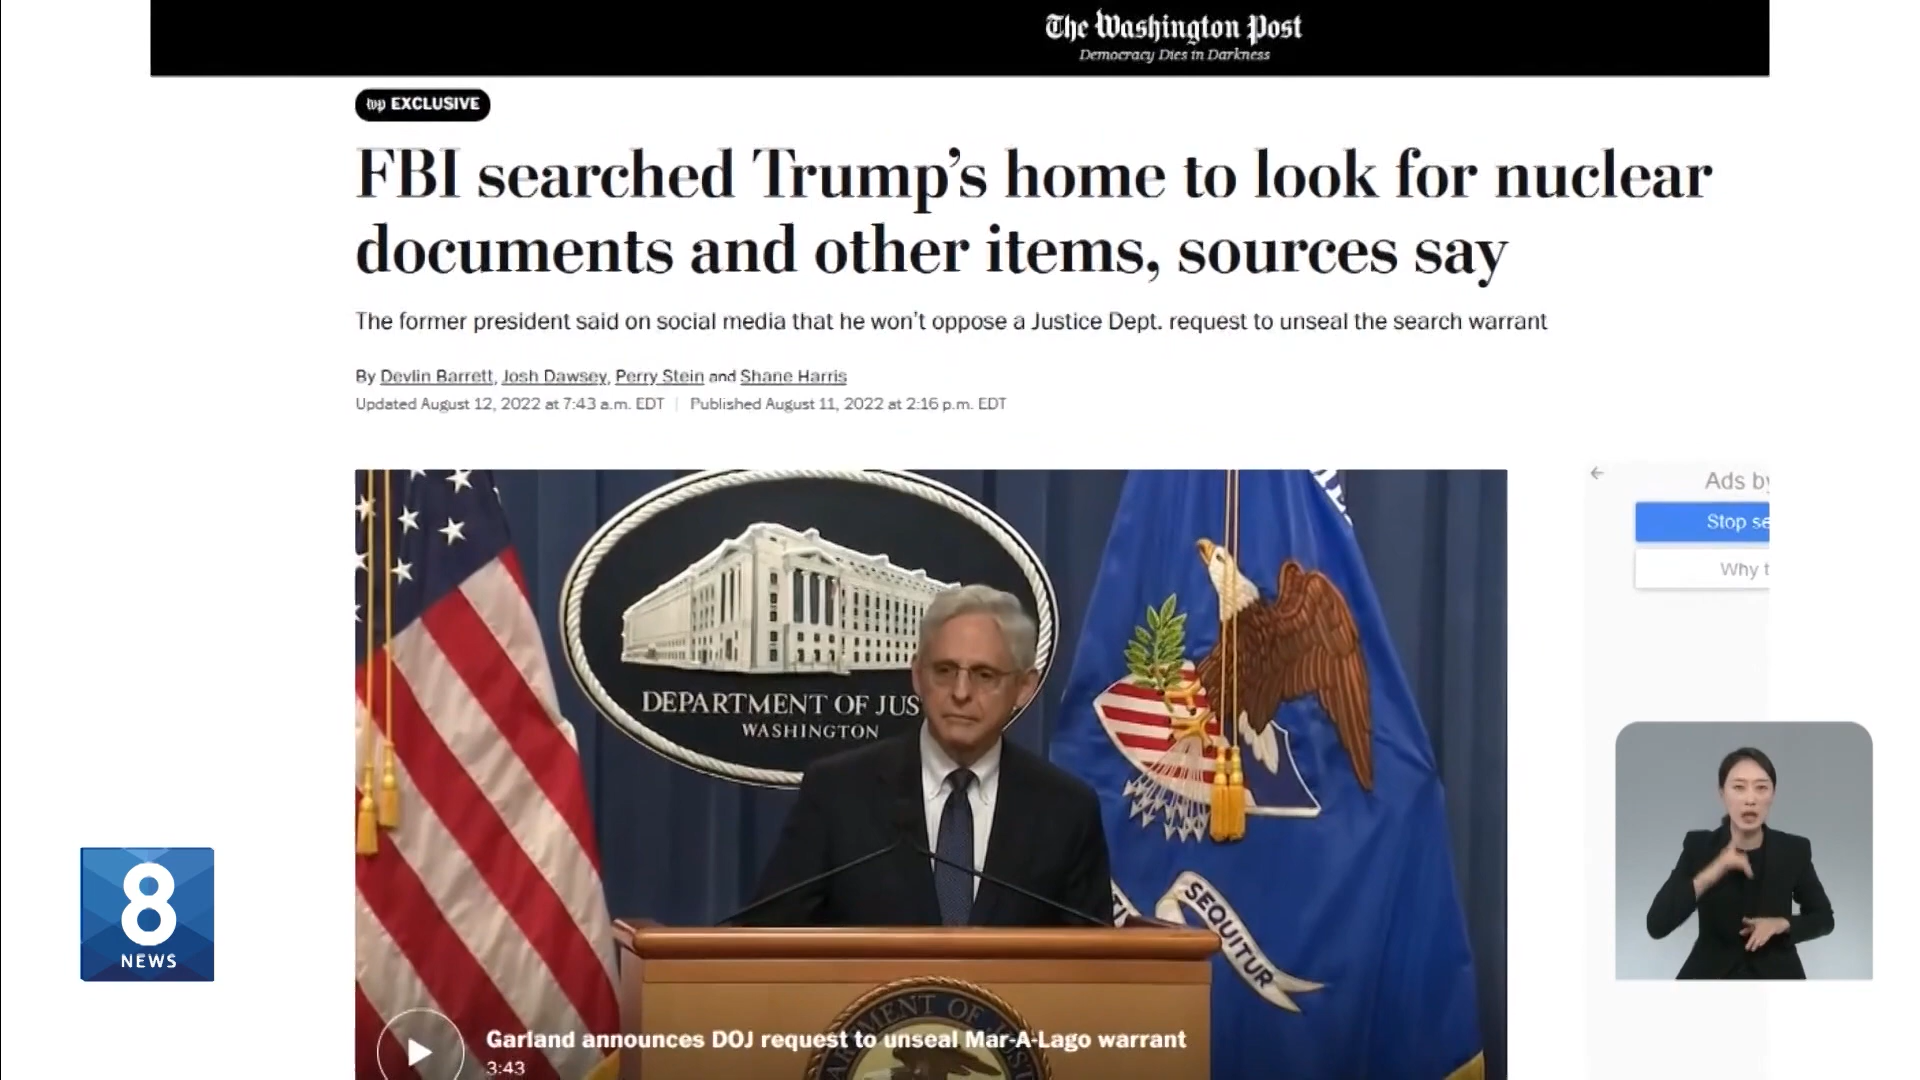 The Washington Post
Democracy Dies in Darkness
wp EXCLUSIVE
FBI searched Trump's home to look for nuclear
documents and other items, sources say
The former president said on social media that he won't oppose a Justice Dept. request to unseal the search warrant
By Devlin Barrett, Josh Dawsey, Perry Stein and Shane Harris
Updated August 12, 2022 at 7:43 a.m. EDT | Published August 11, 2022 at 2:16 p.m. EDT
Ads by
Stop se
Why t
DEPARTMENT OF JUS
WASHINGTON
SEQUITUR
8
NEWS
MENT OF
Garland announces DOJ request to unseal Mar-A-Lago warrant
3:43